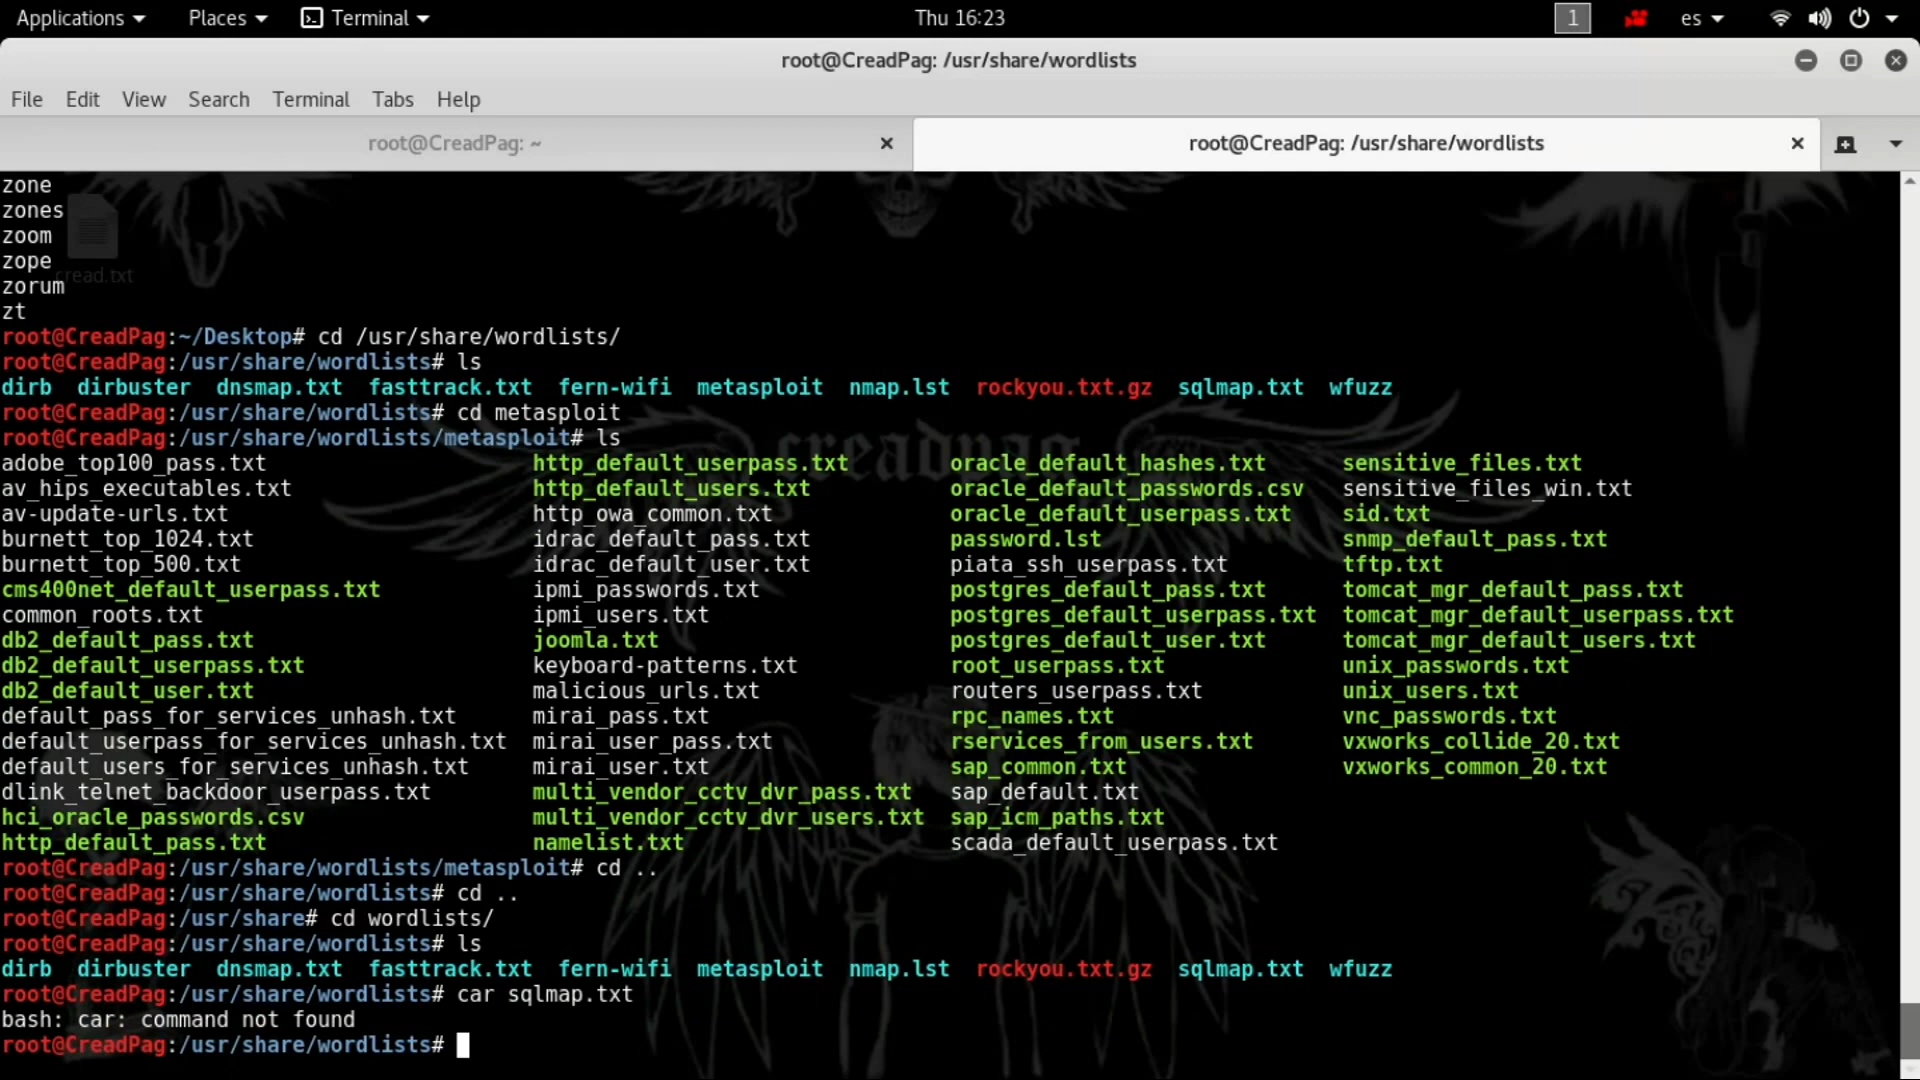 Applications Places Terminal Thu 16:23 1 es
root@CreadPag: /usr/share/wordlists
File Edit View Search Terminal Tabs Help
root@CreadPag: ~ root@CreadPag: /usr/share/wordlists
zone
zones
zoom
zope
cread.txt
zorum
zt
root@CreadPag:~/Desktop# cd /usr/share/wordlists/
root@CreadPag:/usr/share/wordlists# ls
dirb dirbuster dnsmap.txt fasttrack.txt fern-wifi metasploit nmap.lst rockyou.txt.gz sqlmap.txt wfuzz
root@CreadPag:/usr/share/wordlists# cd metasploit
root@CreadPag:/usr/share/wordlists/metasploit# ls
creadpag
adobe_top100_pass.txt http_default_userpass.txt oracle_default_hashes.txt sensitive_files.txt
av_hips_executables.txt http_default_users.txt oracle_default_passwords.csv sensitive_files_win.txt
av-update-urls.txt http_owa_common.txt oracle_default_userpass.txt sid.txt
burnett_top_1024.txt idrac_default_pass.txt password.lst snmp_default_pass.txt
burnett_top_500.txt idrac_default_user.txt piata_ssh_userpass.txt tftp.txt
cms400net_default_userpass.txt ipmi_passwords.txt postgres_default_pass.txt tomcat_mgr_default_pass.txt
common_roots.txt ipmi_users.txt postgres_default_userpass.txt tomcat_mgr_default_userpass.txt
db2_default_pass.txt joomla.txt postgres_default_user.txt tomcat_mgr_default_users.txt
db2_default_userpass.txt keyboard-patterns.txt root_userpass.txt unix_passwords.txt
db2_default_user.txt malicious_urls.txt routers_userpass.txt unix_users.txt
default_pass_for_services_unhash.txt mirai_pass.txt rpc_names.txt vnc_passwords.txt
default_userpass_for_services_unhash.txt mirai_user_pass.txt rservices_from_users.txt vxworks_collide_20.txt
default_users_for_services_unhash.txt mirai_user.txt sap_common.txt vxworks_common_20.txt
dlink_telnet_backdoor_userpass.txt multi_vendor_cctv_dvr_pass.txt sap_default.txt
hci_oracle_passwords.csv multi_vendor_cctv_dvr_users.txt sap_icm_paths.txt
http_default_pass.txt namelist.txt scada_default_userpass.txt
root@CreadPag:/usr/share/wordlists/metasploit# cd ..
root@CreadPag:/usr/share/wordlists# cd ..
root@CreadPag:/usr/share# cd wordlists/
root@CreadPag:/usr/share/wordlists# ls
dirb dirbuster dnsmap.txt fasttrack.txt fern-wifi metasploit nmap.lst rockyou.txt.gz sqlmap.txt wfuzz
root@CreadPag:/usr/share/wordlists# car sqlmap.txt
bash: car: command not found
root@CreadPag:/usr/share/wordlists#